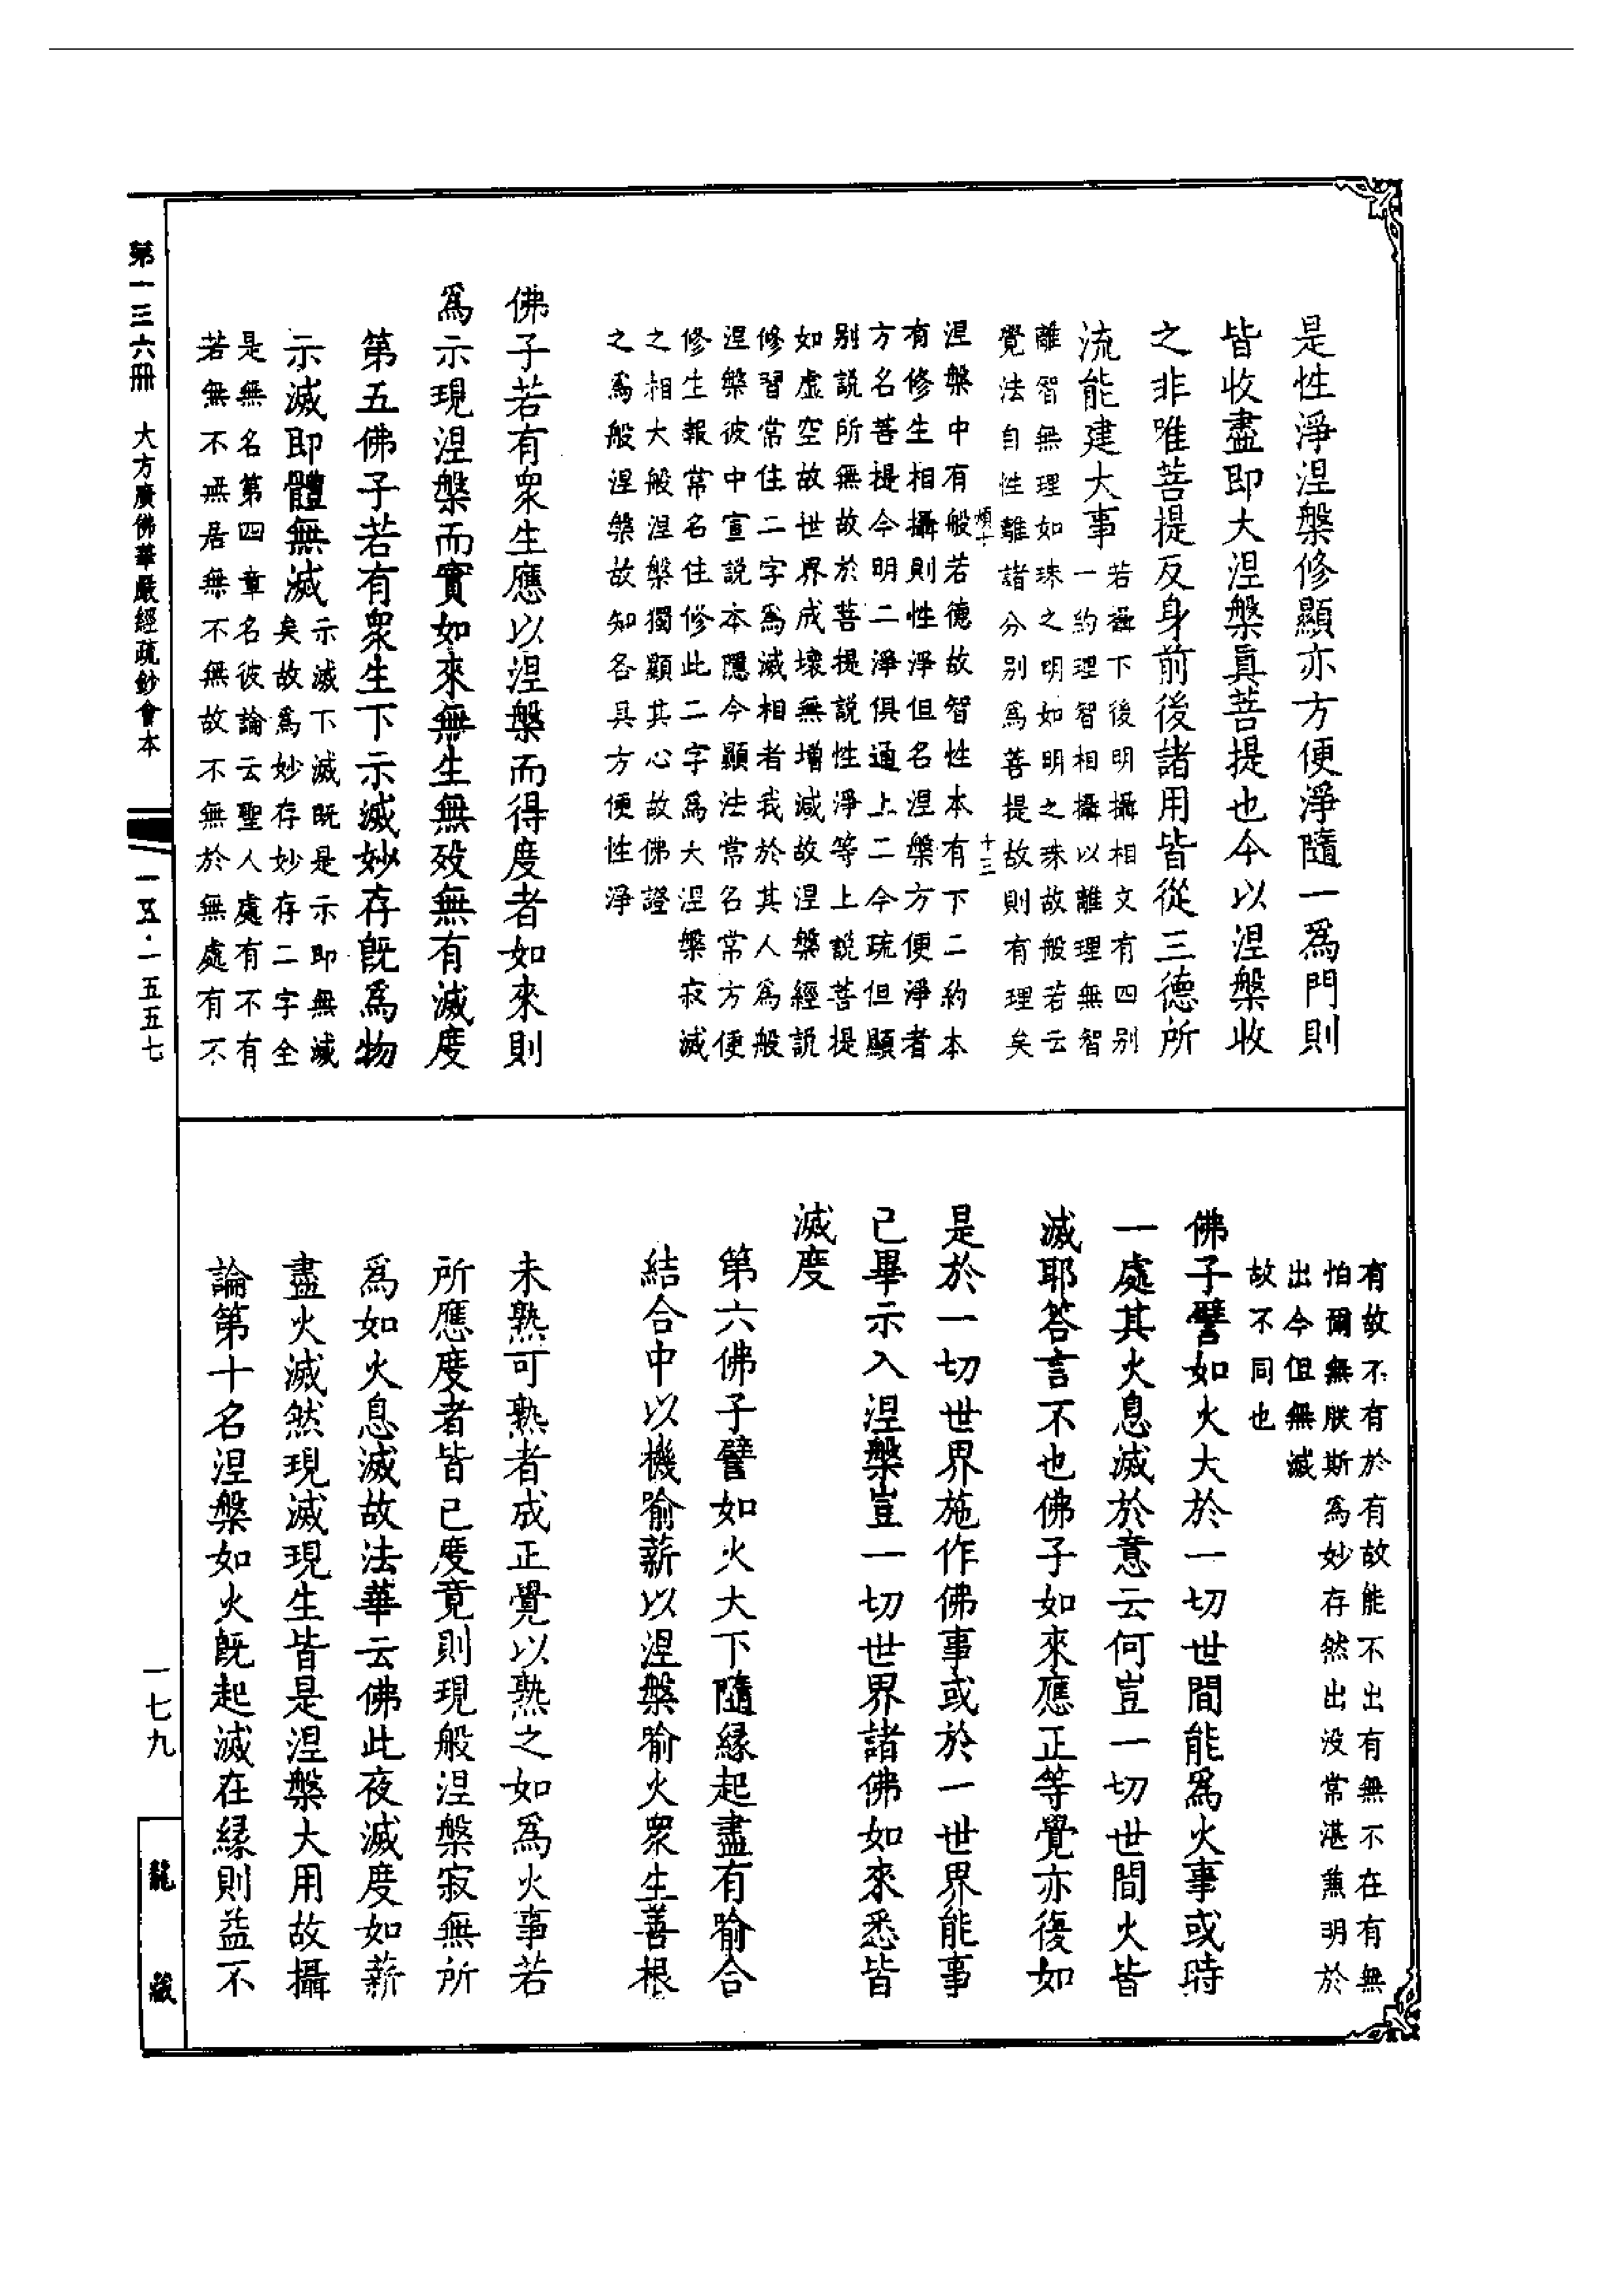 是性淨涅槃修顯亦方便淨隨一為門則
皆收盡即大涅槃真菩提也今以涅槃收
之非唯菩提反身前後諸用皆從三德所
流能建大事
若攝下後明攝相文有四别
一約理智相攝以離理無智
離智無理如珠之明如明之珠故般若云
覺法自性離諸分别為菩提故則有理矣
煩十
十三
涅槃中有般若德故智性本有下二約本
有修生相攝則性淨但名涅槃方便淨者
方名菩提今明二淨俱通上二今疏但顯
别說所無故於菩提說性淨等上說菩提
如虛空故世界成壞無增減故涅槃經說
修習常住二字為滅相者我於其人為般
涅槃彼中宣說本隱今顯法常名常方便
修生報常名住修此二字為大涅槃寂滅
之相大般涅槃獨顯其心故佛證
之為般涅槃故知各具方便性淨
佛子若有衆生應以涅槃而得度者如來則
為示現涅槃而實如來無生無歿無有滅度
第五佛子若有衆生下示滅妙存既為物
示滅即體無滅
示滅下滅既是示示即無滅
矣故為妙存妙存二字全
是無名第四章名彼論云聖人處有不有
若無不無居無不無故不無於無處有不
有故不有於有故能不出有無不在有無
怕爾無朕斯為妙存然出没常湛無明於
出今但無滅
故不同也
佛子譬如火大於一切世間能為火事或時
一處其火息滅於意云何豈一切世間火皆
滅耶答言不也佛子如來應正等覺亦復如
是於一切世界施作佛事或於一世界能事
已畢示入涅槃豈一切世界諸佛如來悉皆
滅度
第六佛子譬如火大下隨緣起盡有喻合
結合中以機喻薪以涅槃喻火衆生善根
未熟可熟者成正覺以熟之如為火事若
所應度者皆已度竟則現般涅槃寂無所
為如火息滅故法華云佛此夜滅度如薪
盡火滅然現滅現生皆是涅槃大用故攝
論第十名涅槃如火既起滅在緣則益不
第一三六冊　大方廣佛華嚴經疏鈔會本
一五·一五五七
一七九
龍藏